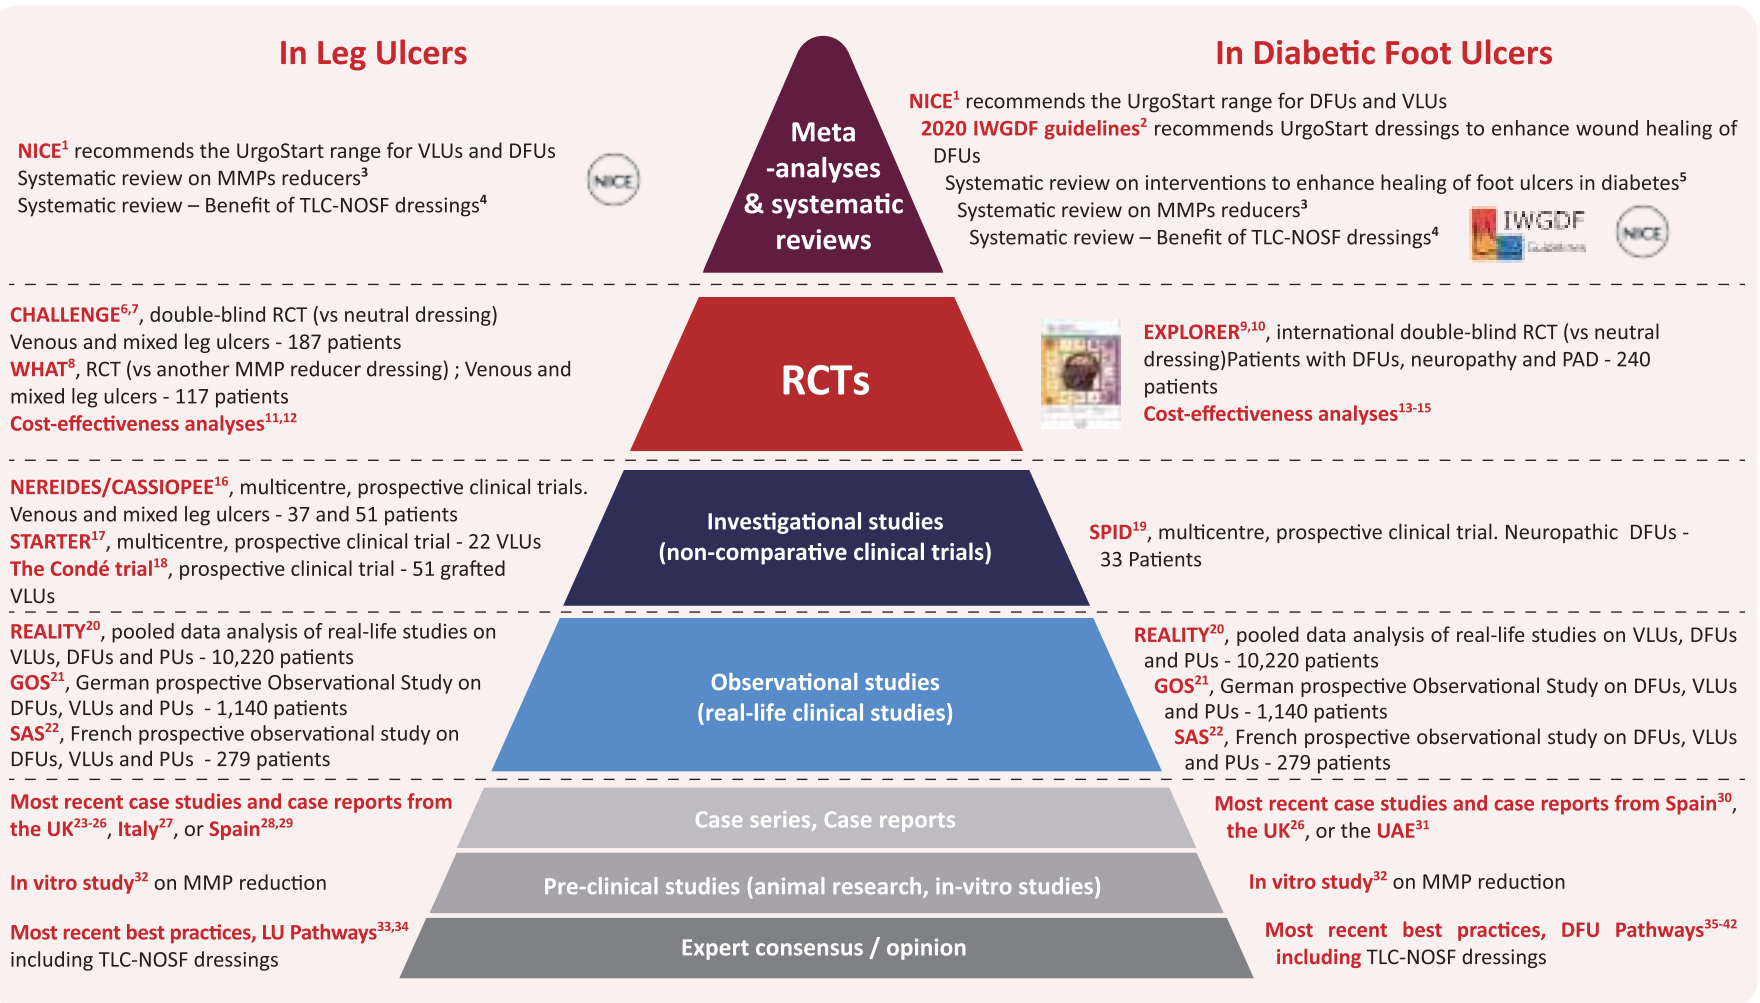 In Leg Ulcers
NICE1 recommends the UrgoStart range for VLUs and DFUs
Systematic review on MMPs reducers3
Systematic review – Benefit of TLC-NOSF dressings4
NICE
Meta
-analyses
& systematic
reviews
In Diabetic Foot Ulcers
NICE1 recommends the UrgoStart range for DFUs and VLUs
2020 IWGDF guidelines2 recommends UrgoStart dressings to enhance wound healing of
DFUs
Systematic review on interventions to enhance healing of foot ulcers in diabetes5
Systematic review on MMPs reducers3
Systematic review – Benefit of TLC-NOSF dressings4
IWGDF
Guidelines
NICE
CHALLENGE6,7, double-blind RCT (vs neutral dressing)
Venous and mixed leg ulcers - 187 patients
WHAT8, RCT (vs another MMP reducer dressing) ; Venous and
mixed leg ulcers - 117 patients
Cost-effectiveness analyses11,12
RCTs
EXPLORER9,10, international double-blind RCT (vs neutral
dressing)Patients with DFUs, neuropathy and PAD - 240
patients
Cost-effectiveness analyses13-15
NEREIDES/CASSIOPEE16, multicentre, prospective clinical trials.
Venous and mixed leg ulcers - 37 and 51 patients
STARTER17, multicentre, prospective clinical trial - 22 VLUs
The Condé trial18, prospective clinical trial - 51 grafted
VLUs
Investigational studies
(non-comparative clinical trials)
SPID19, multicentre, prospective clinical trial. Neuropathic DFUs -
33 Patients
REALITY20, pooled data analysis of real-life studies on
VLUs, DFUs and PUs - 10,220 patients
GOS21, German prospective Observational Study on
DFUs, VLUs and PUs - 1,140 patients
SAS22, French prospective observational study on
DFUs, VLUs and PUs - 279 patients
Observational studies
(real-life clinical studies)
REALITY20, pooled data analysis of real-life studies on VLUs, DFUs
and PUs - 10,220 patients
GOS21, German prospective Observational Study on DFUs, VLUs
and PUs - 1,140 patients
SAS22, French prospective observational study on DFUs, VLUs
and PUs - 279 patients
Most recent case studies and case reports from
the UK23-26, Italy27, or Spain28,29
Case series, Case reports
Most recent case studies and case reports from Spain30,
the UK26, or the UAE31
In vitro study32 on MMP reduction
Pre-clinical studies (animal research, in-vitro studies)
In vitro study32 on MMP reduction
Most recent best practices, LU Pathways33,34
including TLC-NOSF dressings
Expert consensus / opinion
Most recent best practices, DFU Pathways35-42
including TLC-NOSF dressings